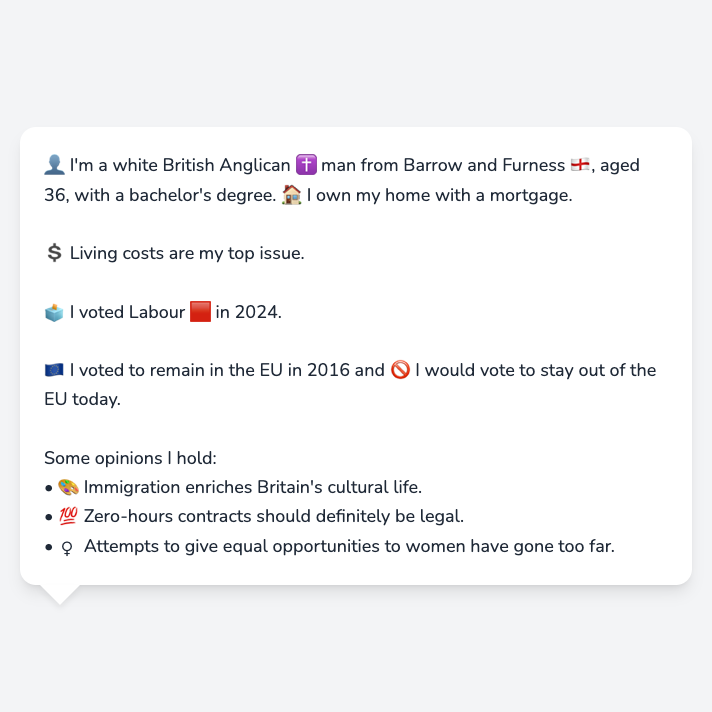 👤 I'm a white British Anglican ✝️ man from Barrow and Furness 🏴󠁧󠁢󠁥󠁮󠁧󠁿, aged
36, with a bachelor's degree. 🏠 I own my home with a mortgage.
💲 Living costs are my top issue.
🗳️ I voted Labour 🟥 in 2024.
🇪🇺 I voted to remain in the EU in 2016 and 🚫 I would vote to stay out of the
EU today.
Some opinions I hold:
• 🎨 Immigration enriches Britain's cultural life.
• 💯 Zero-hours contracts should definitely be legal.
• ♀ Attempts to give equal opportunities to women have gone too far.